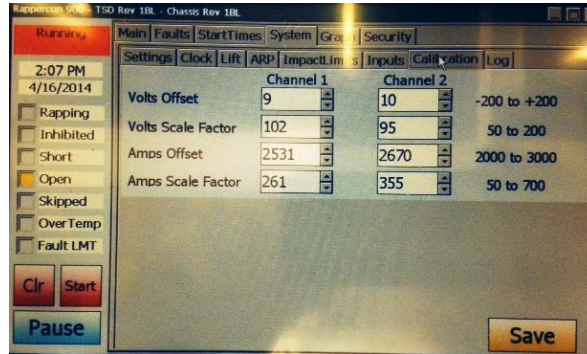 Rappercon 900 - TSD Rev 1BL - Chassis Rev 1BL
Running
Main Faults StartTimes System Graph Security
Settings Clock Lift ARP ImpactLimits Inputs Calibration Log
2:07 PM
4/16/2014
Channel 1 Channel 2
Volts Offset 9 10 -200 to +200
Volts Scale Factor 102 95 50 to 200
Amps Offset 2531 2670 2000 to 3000
Amps Scale Factor 261 355 50 to 700
Rapping
Inhibited
Short
Open
Skipped
OverTemp
Fault LMT
Clr Start
Pause
Save